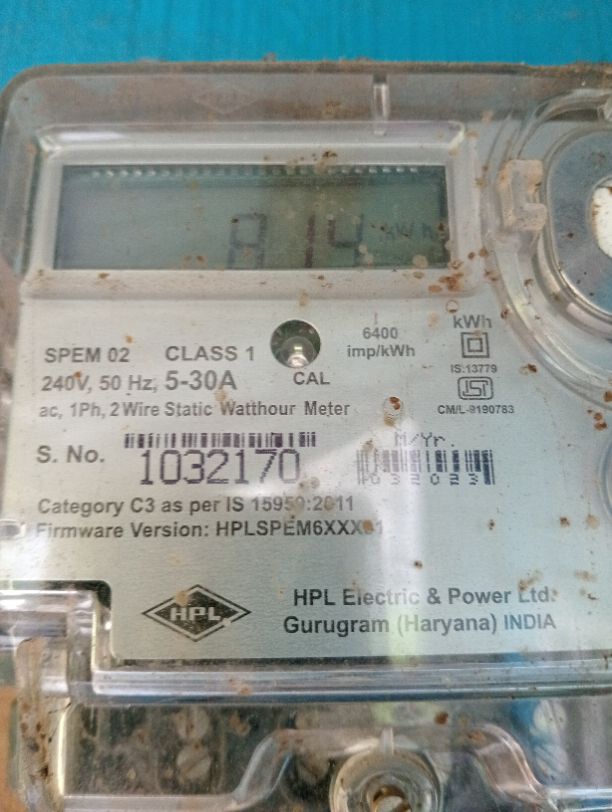 814 kWh
SPEM 02 CLASS 1
6400
imp/kWh
kWh
240V, 50 Hz, 5-30A
CAL
IS:13779
CM/L-9190783
ac, 1Ph, 2 Wire Static Watthour Meter
M/Yr.
S. No. 1032170
032023
Category C3 as per IS 15959:2011
Firmware Version:
HPL
HPL Electric & Power Ltd.
Gurugram (Haryana) INDIA